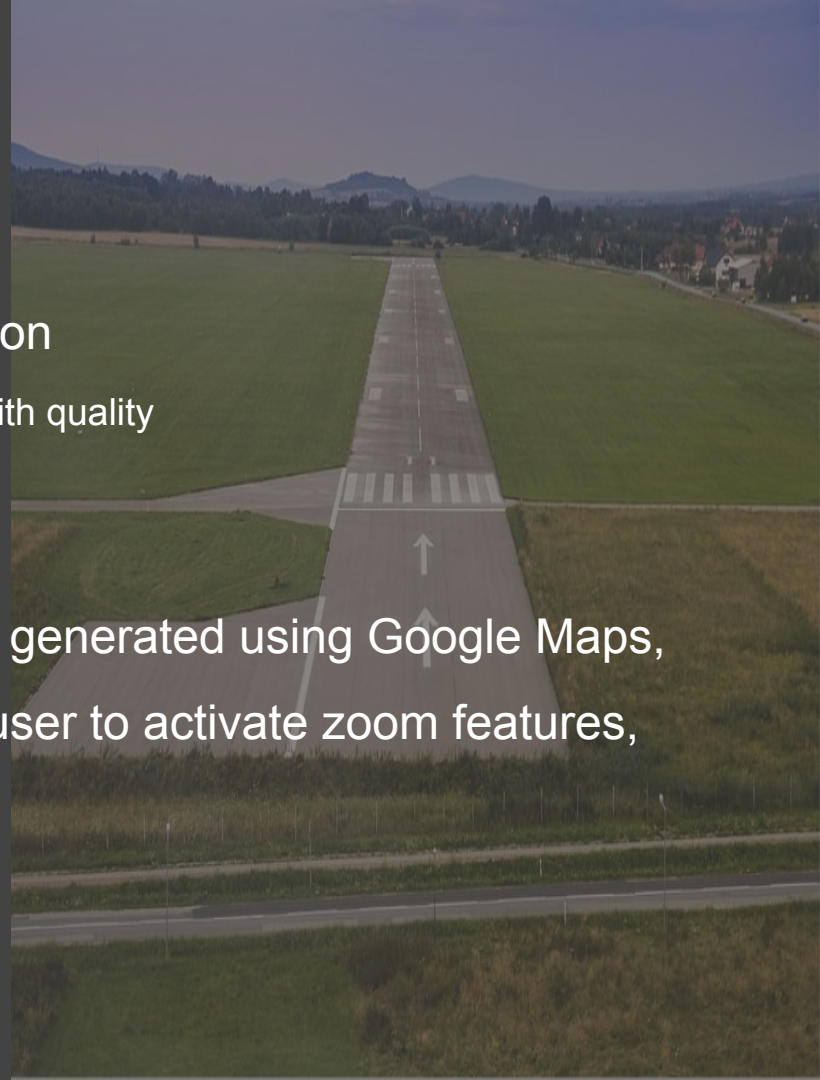 on
ith quality
generated using Google Maps,
user to activate zoom features,